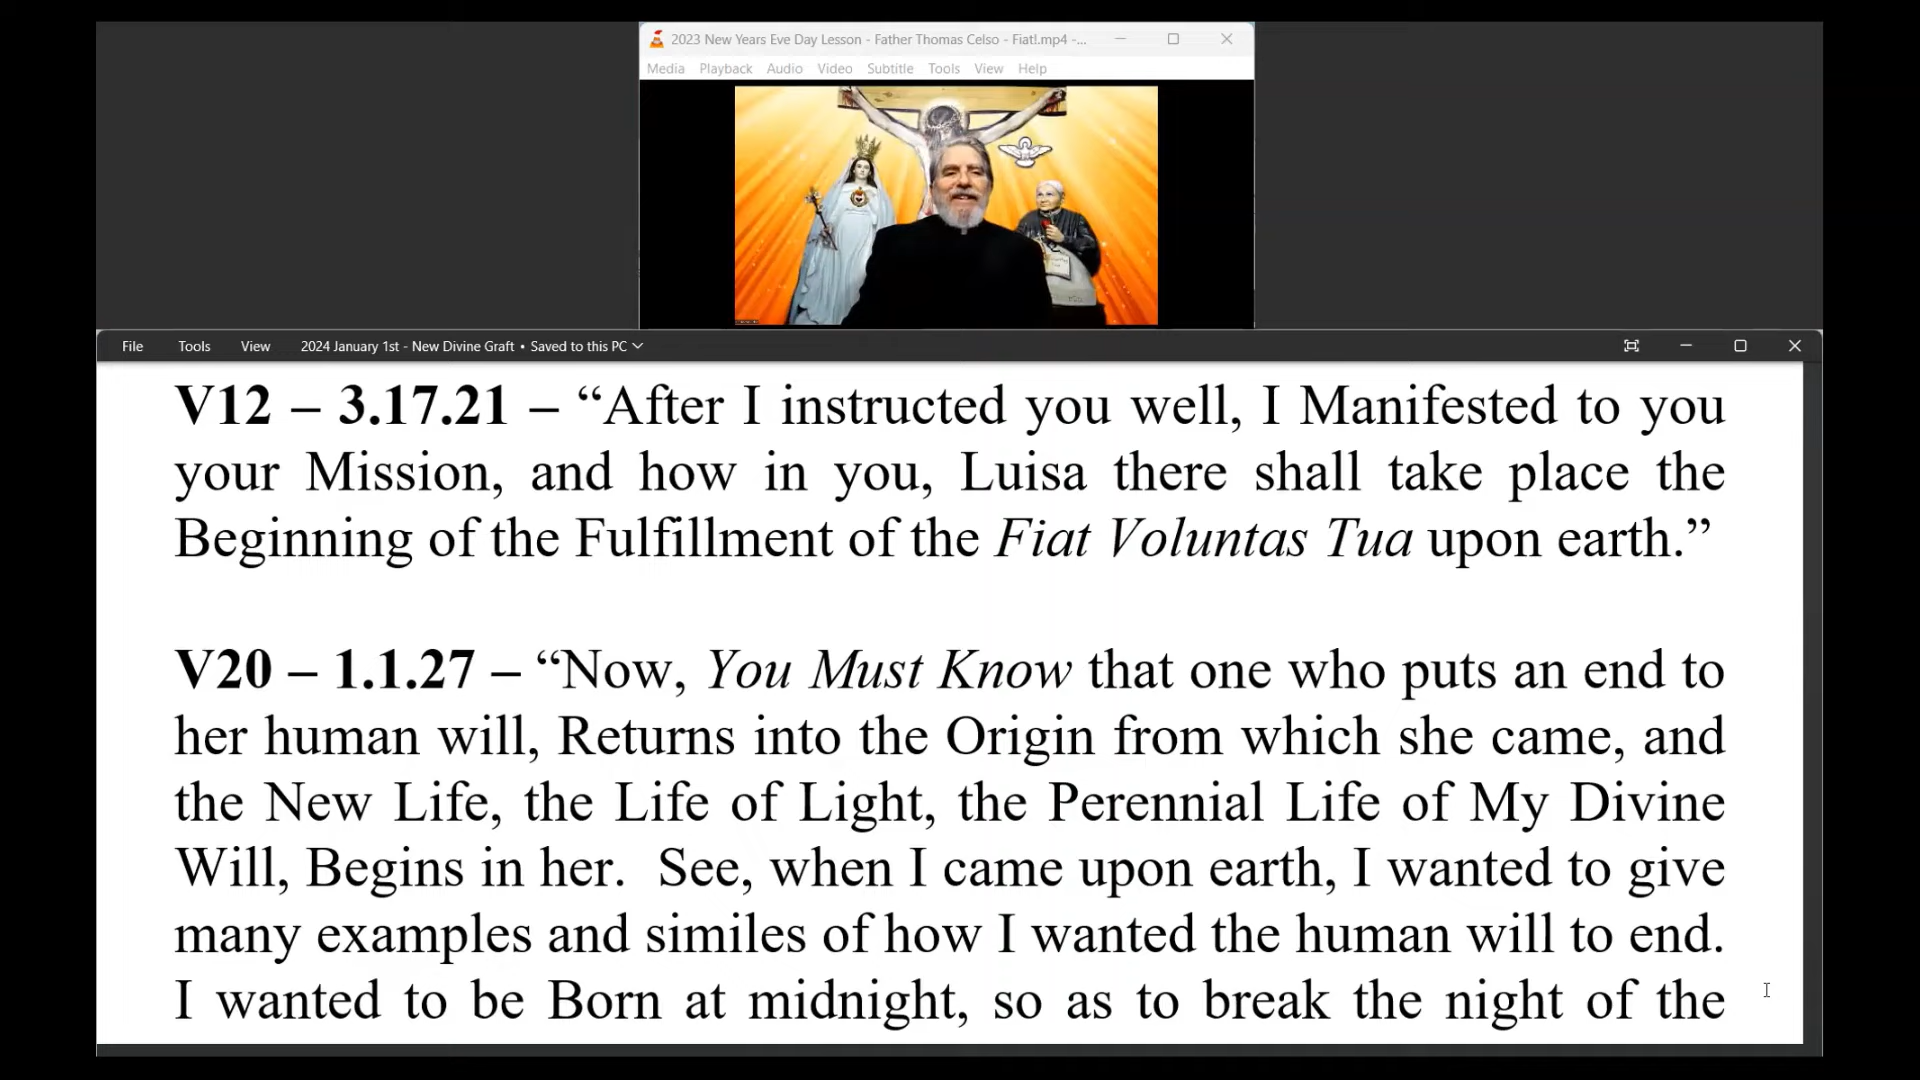 2023 New Years Eve Day Lesson - Father Thomas Celso - Fiat!.mp4 -...
Media Playback Audio Video Subtitle Tools View Help
File Tools View 2024 January 1st - New Divine Graft • Saved to this PC
V12 – 3.17.21 – “After I instructed you well, I Manifested to you
your Mission, and how in you, Luisa there shall take place the
Beginning of the Fulfillment of the Fiat Voluntas Tua upon earth.”
V20 – 1.1.27 – “Now, You Must Know that one who puts an end to
her human will, Returns into the Origin from which she came, and
the New Life, the Life of Light, the Perennial Life of My Divine
Will, Begins in her. See, when I came upon earth, I wanted to give
many examples and similes of how I wanted the human will to end.
I wanted to be Born at midnight, so as to break the night of the